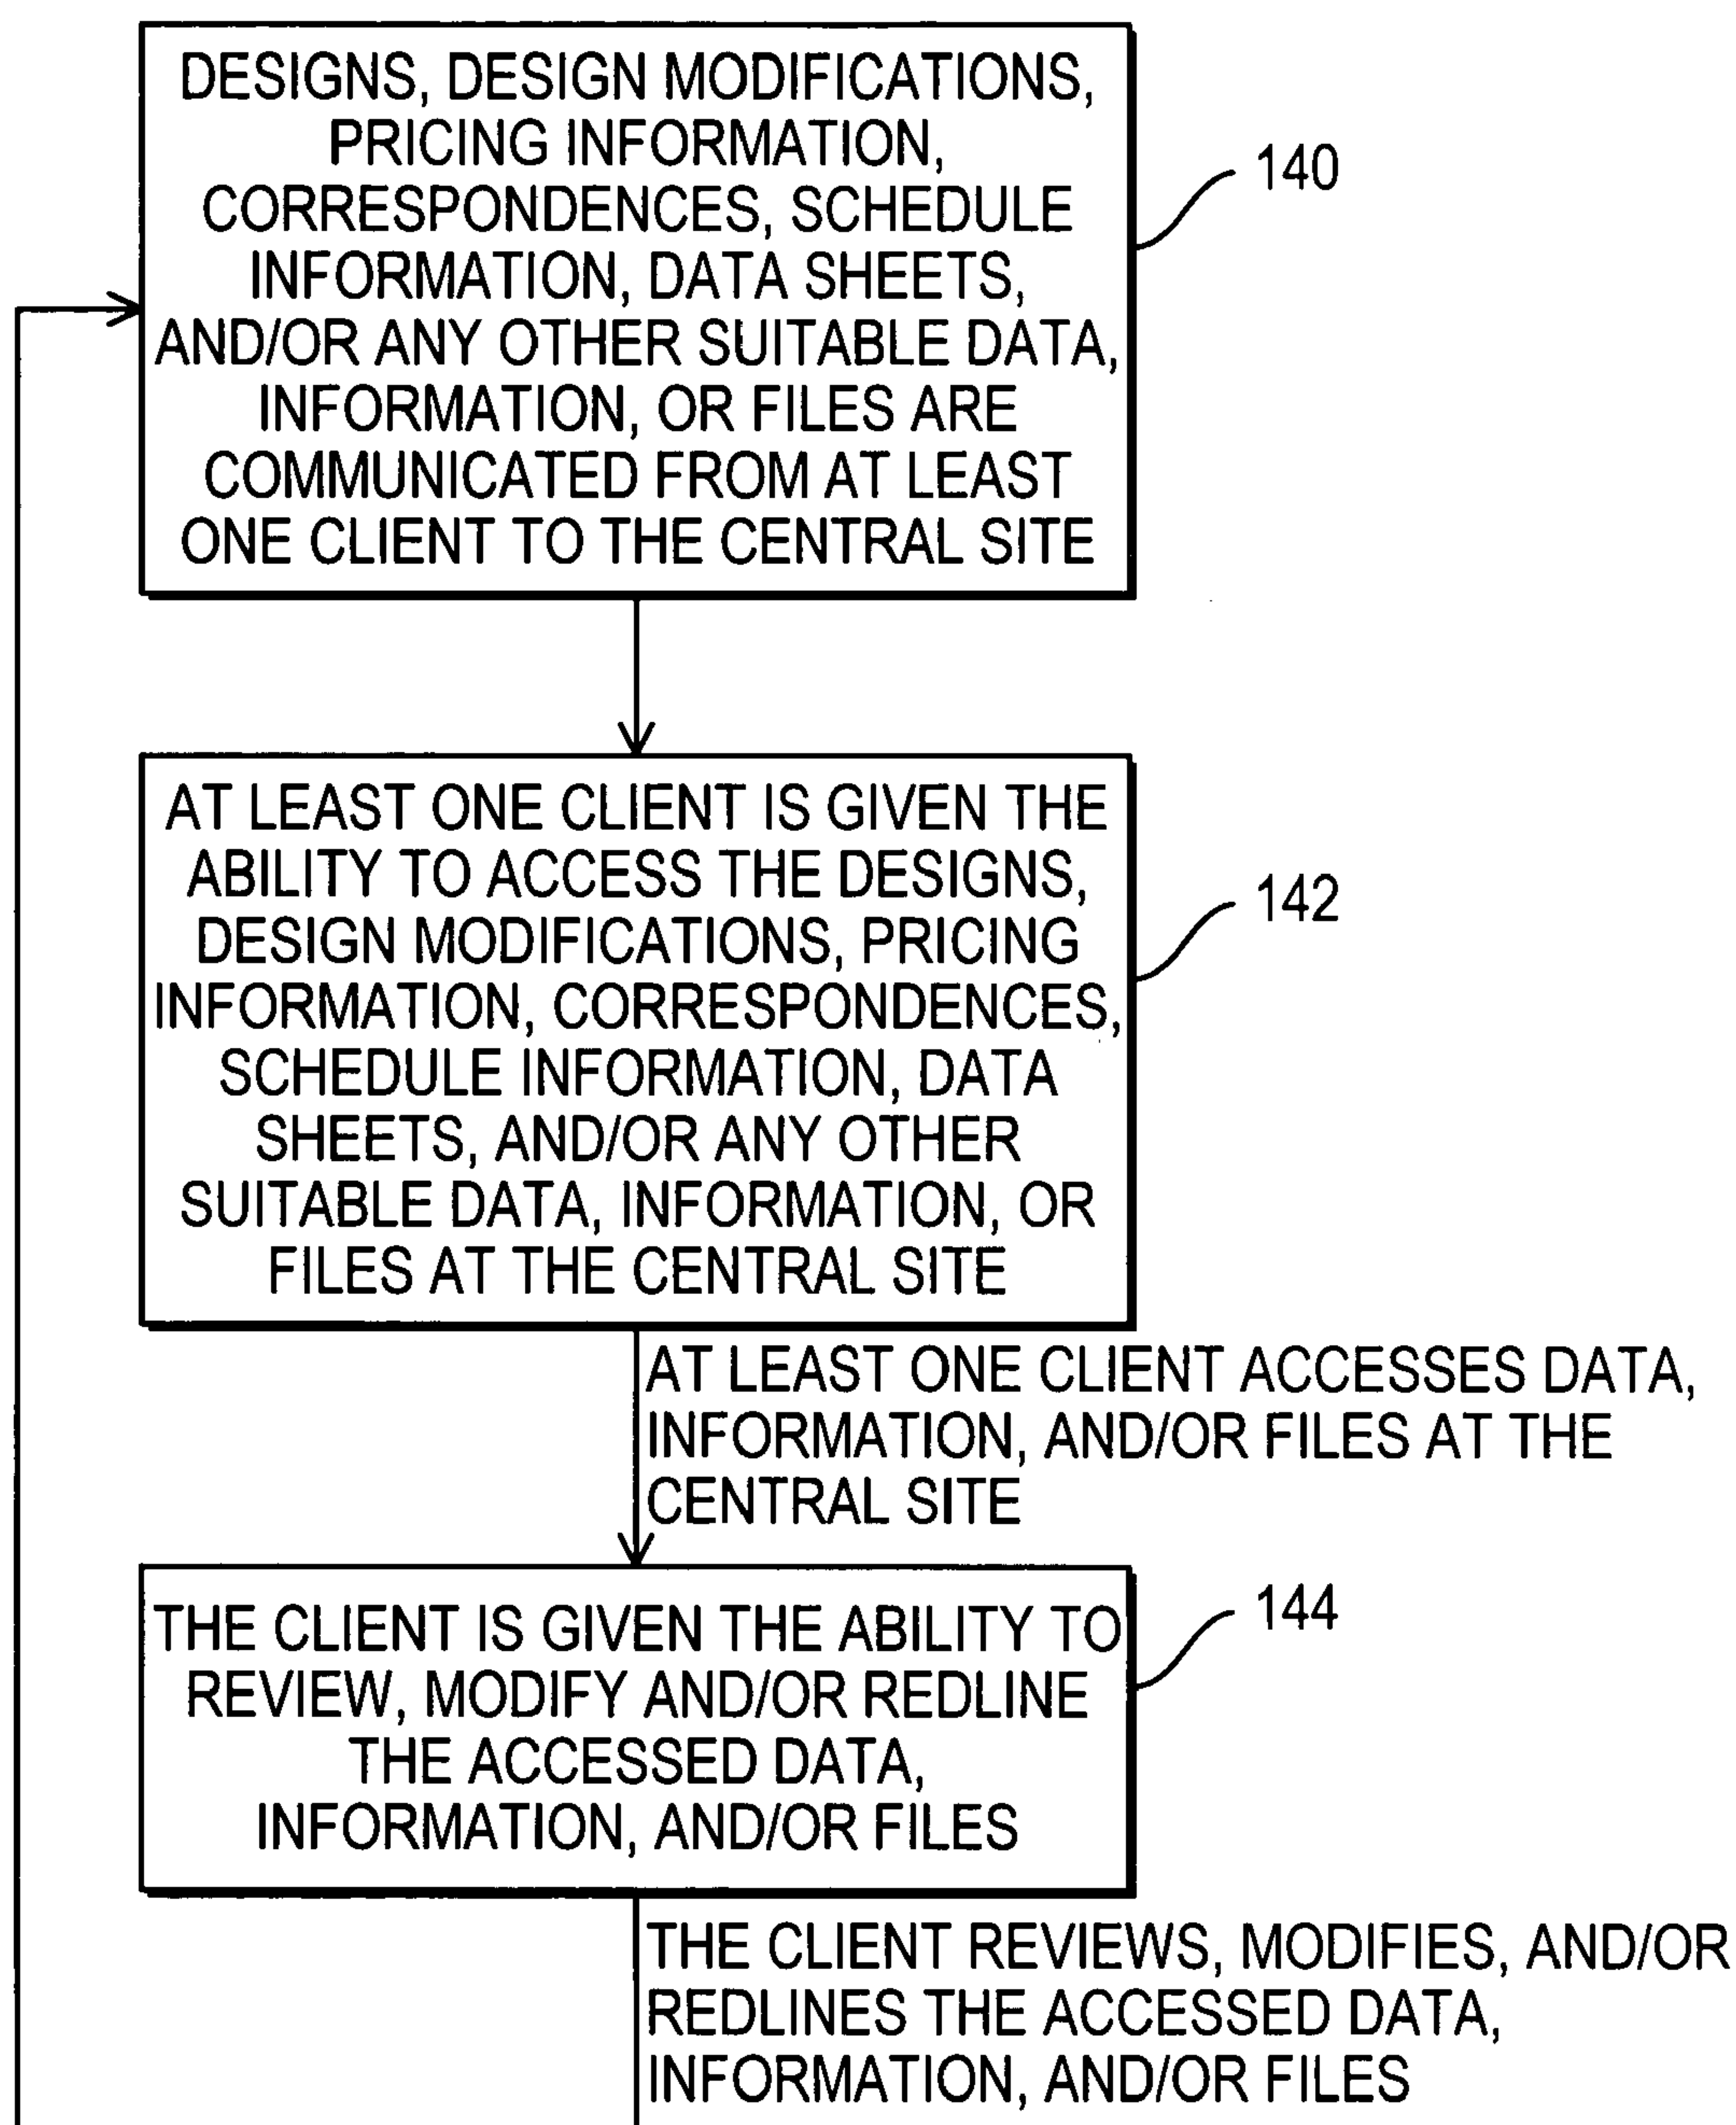 DESIGNS, DESIGN MODIFICATIONS,
PRICING INFORMATION,
CORRESPONDENCES, SCHEDULE
INFORMATION, DATA SHEETS,
AND/OR ANY OTHER SUITABLE DATA,
INFORMATION, OR FILES ARE
COMMUNICATED FROM AT LEAST
ONE CLIENT TO THE CENTRAL SITE
140
AT LEAST ONE CLIENT IS GIVEN THE
ABILITY TO ACCESS THE DESIGNS,
DESIGN MODIFICATIONS, PRICING
INFORMATION, CORRESPONDENCES,
SCHEDULE INFORMATION, DATA
SHEETS, AND/OR ANY OTHER
SUITABLE DATA, INFORMATION, OR
FILES AT THE CENTRAL SITE
142
AT LEAST ONE CLIENT ACCESSES DATA,
INFORMATION, AND/OR FILES AT THE
CENTRAL SITE
THE CLIENT IS GIVEN THE ABILITY TO
REVIEW, MODIFY AND/OR REDLINE
THE ACCESSED DATA,
INFORMATION, AND/OR FILES
144
THE CLIENT REVIEWS, MODIFIES, AND/OR
REDLINES THE ACCESSED DATA,
INFORMATION, AND/OR FILES